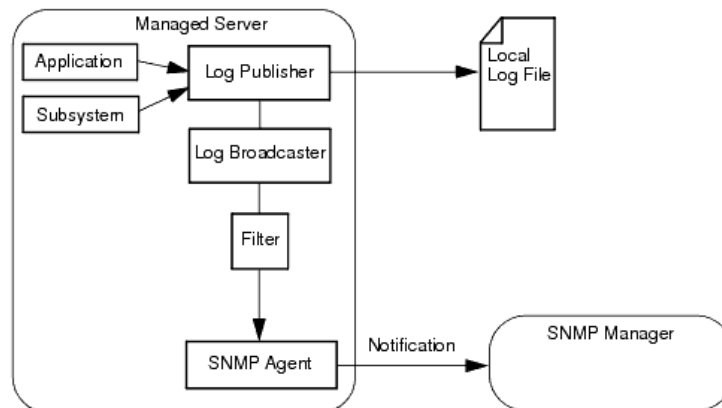 Managed Server
Application
Log Publisher
Local
Log File
Subsystem
Log Broadcaster
Filter
SNMP Agent
Notification
SNMP Manager